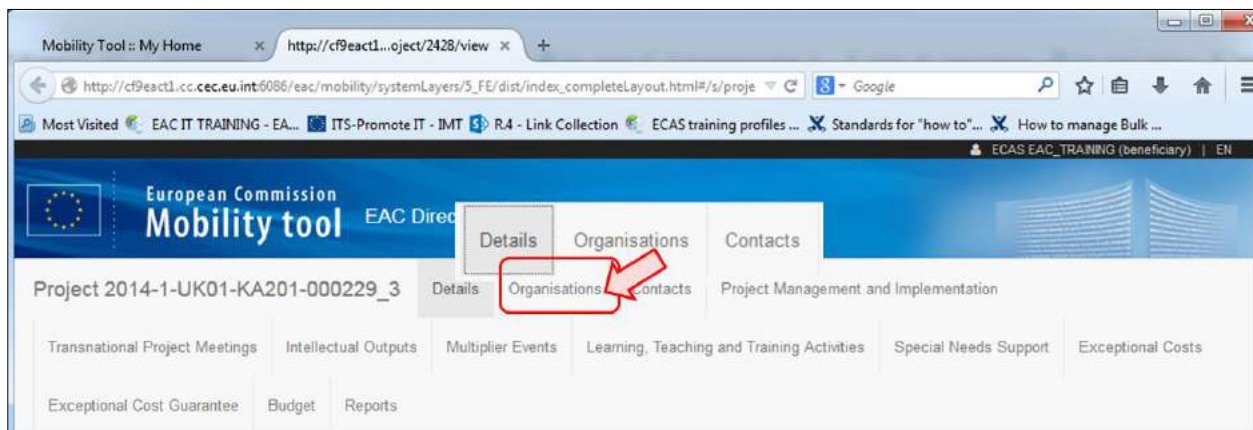 Mobility Tool :: My Home
http://cf9eact1...oject/2428/view
http://cf9eact1.cc.cec.eu.int:6086/eac/mobility/systemLayers/5_FE/dist/index_completeLayout.html#/s/proje
Google
Most Visited EAC IT TRAINING - EA... ITS-Promote IT - IMT R.4 - Link Collection ECAS training profiles ... Standards for "how to"... How to manage Bulk ...
ECAS EAC_TRAINING (beneficiary) | EN
European Commission
Mobility tool EAC Direc
Details Organisations Contacts
Project 2014-1-UK01-KA201-000229_3 Details Organisations Contacts Project Management and Implementation
Transnational Project Meetings Intellectual Outputs Multiplier Events Learning, Teaching and Training Activities Special Needs Support Exceptional Costs
Exceptional Cost Guarantee Budget Reports